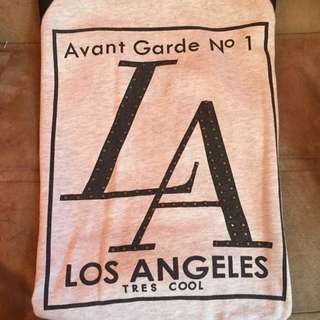 Avant Garde Nº 1
LA
LOS ANGELES
TRES COOL